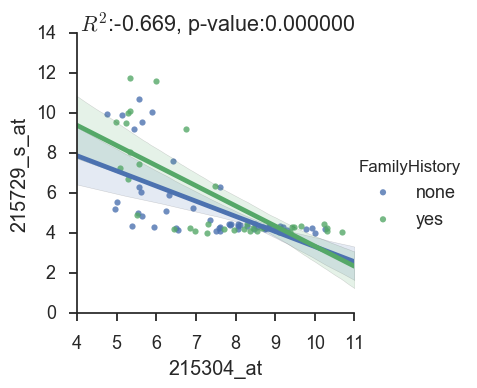 R²:-0.669, p-value:0.000000
14
12
10
8
6
4
2
0
215729_s_at
4 5 6 7 8 9 10 11
215304_at
FamilyHistory
none
yes